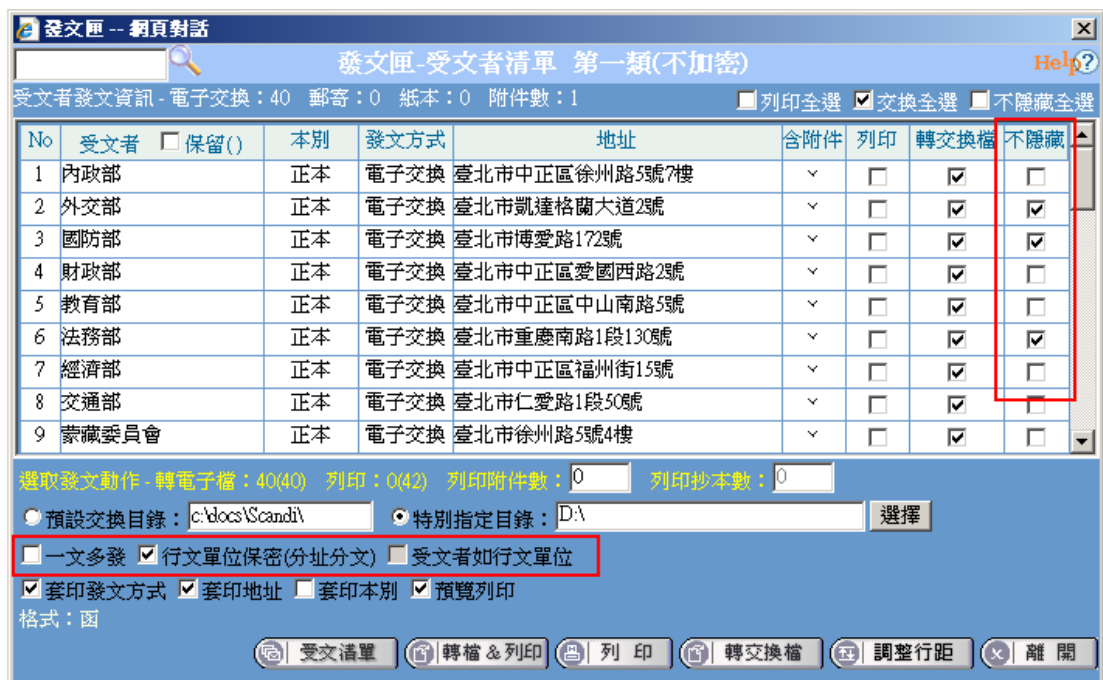 發文匣 -- 網頁對話
發文匣-受文者清單 第一類(不加密)
Help?
受文者發文資訊 - 電子交換：40 郵寄：0 紙本：0 附件數：1 列印全選 交換全選 不隱藏全選
No 受文者 保留() 本別 發文方式 地址 含附件 列印 轉交換檔 不隱藏
1 內政部 正本 電子交換 臺北市中正區徐州路5號7樓
2 外交部 正本 電子交換 臺北市凱達格蘭大道2號
3 國防部 正本 電子交換 臺北市博愛路172號
4 財政部 正本 電子交換 臺北市中正區愛國西路2號
5 教育部 正本 電子交換 臺北市中正區中山南路5號
6 法務部 正本 電子交換 臺北市重慶南路1段130號
7 經濟部 正本 電子交換 臺北市中正區福州街15號
8 交通部 正本 電子交換 臺北市仁愛路1段50號
9 蒙藏委員會 正本 電子交換 臺北市徐州路5號4樓
選取發文動作 - 轉電子檔：40(40) 列印：0(42) 列印附件數：0 列印抄本數：0
預設交換目錄：c:\docs\Scandi\ 特別指定目錄：D:\ 選擇
一文多發 行文單位保密(分址分文) 受文者如行文單位
套印發文方式 套印地址 套印本別 預覽列印
格式：函
受文清單 轉檔＆列印 列 印 轉交換檔 調整行距 離 開